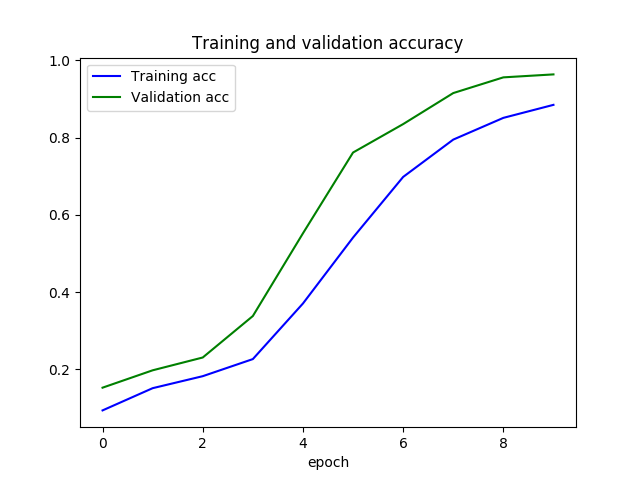 Training and validation accuracy
1.0
Training acc
Validation acc
0.8
0.6
0.4
0.2
0 2 4 6 8
epoch